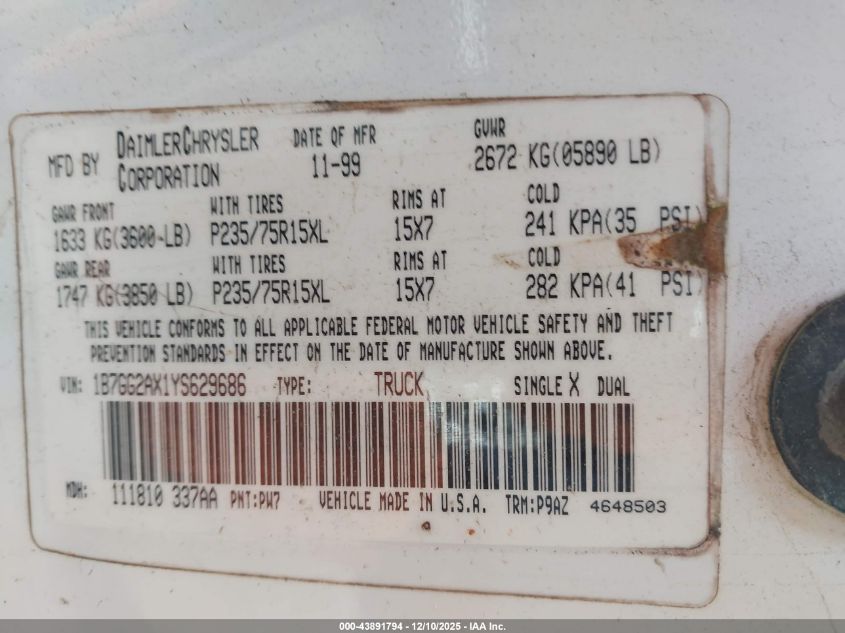 MFD BY DAIMLERCHRYSLER CORPORATION DATE OF MFR 11-99 GVWR 2672 KG(05890 LB)
GAWR FRONT WITH TIRES RIMS AT COLD
1633 KG(3600 LB) P235/75R15XL 15X7 241 KPA(35 PSI)
GAWR REAR WITH TIRES RIMS AT COLD
1747 KG(3850 LB) P235/75R15XL 15X7 282 KPA(41 PSI)
THIS VEHICLE CONFORMS TO ALL APPLICABLE FEDERAL MOTOR VEHICLE SAFETY AND THEFT
PREVENTION STANDARDS IN EFFECT ON THE DATE OF MANUFACTURE SHOWN ABOVE.
VIN: 1B7GG2AX1YS629686 TYPE: TRUCK SINGLE X DUAL
MDH: 111810 337AA PNT:PW7 VEHICLE MADE IN U.S.A. TRM:P9AZ 4648503
000-43891794 - 12/10/2025 - IAA Inc.